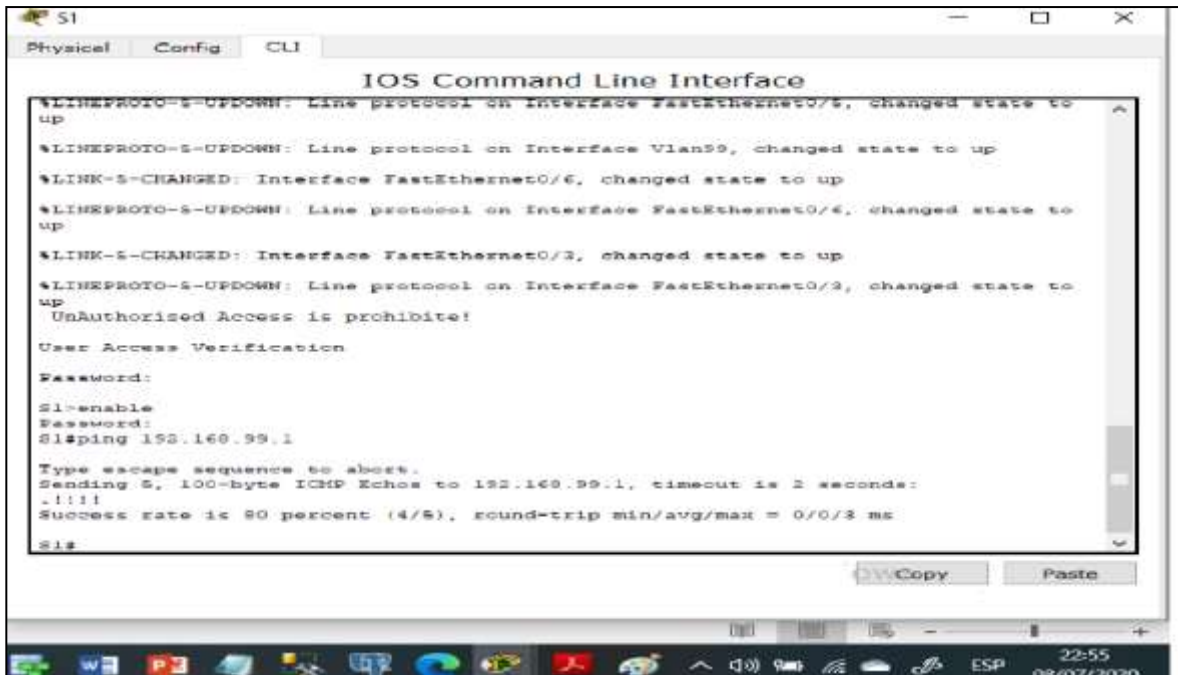 S1
Physical Config CLI
IOS Command Line Interface
%LINEPROTO-5-UPDOWN: Line protocol on Interface FastEthernet0/5, changed state to
up
%LINEPROTO-5-UPDOWN: Line protocol on Interface Vlan99, changed state to up
%LINK-5-CHANGED: Interface FastEthernet0/6, changed state to up
%LINEPROTO-5-UPDOWN: Line protocol on Interface FastEthernet0/6, changed state to
up
%LINK-5-CHANGED: Interface FastEthernet0/3, changed state to up
%LINEPROTO-5-UPDOWN: Line protocol on Interface FastEthernet0/3, changed state to
up
UnAuthorized Access is prohibite!
User Access Verification
Password:
S1>enable
Password:
S1#ping 192.168.99.1
Type escape sequence to abort.
Sending 5, 100-byte ICMP Echos to 192.168.99.1, timeout is 2 seconds:
.!!!!
Success rate is 80 percent (4/5), round-trip min/avg/max = 0/0/3 ms
S1#
Copy Paste
ESP
22:55
08/07/2020